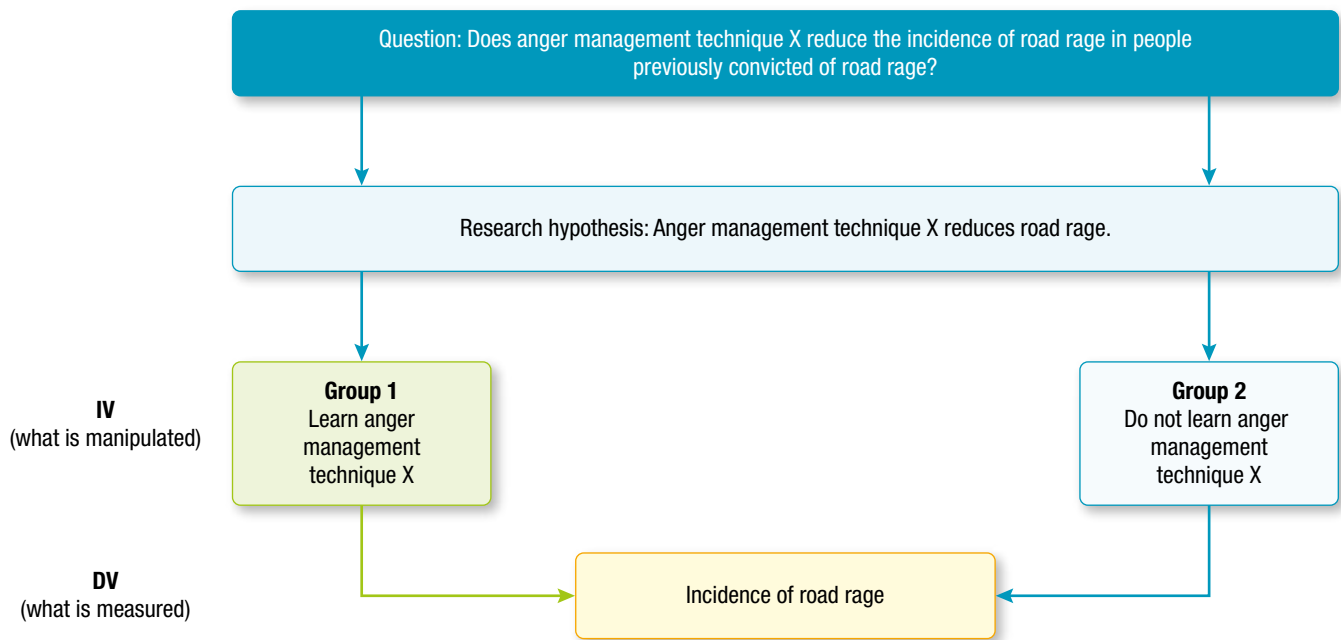 Question: Does anger management technique X reduce the incidence of road rage in people
previously convicted of road rage?
Research hypothesis: Anger management technique X reduces road rage.
IV
(what is manipulated)
Group 1
Learn anger
management
technique X
Group 2
Do not learn anger
management
technique X
DV
(what is measured)
Incidence of road rage